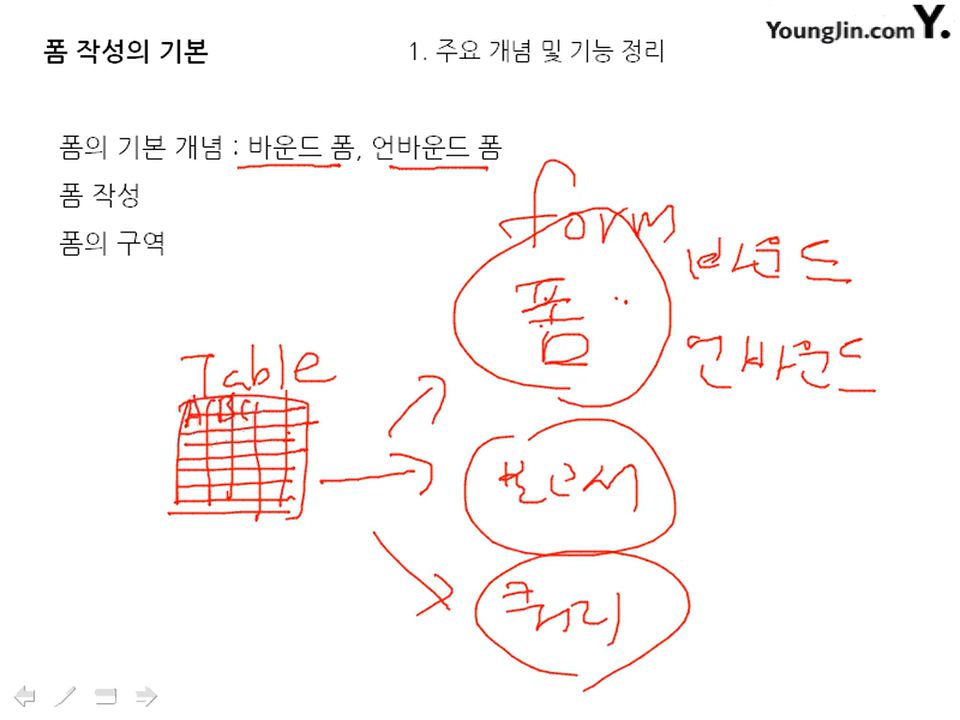 YoungJin.com Y.
폼 작성의 기본
1. 주요 개념 및 기능 정리
폼의 기본 개념 : 바운드 폼, 언바운드 폼
폼 작성
폼의 구역
form
폼
바운드
언바운드
Table
보고서
쿼리